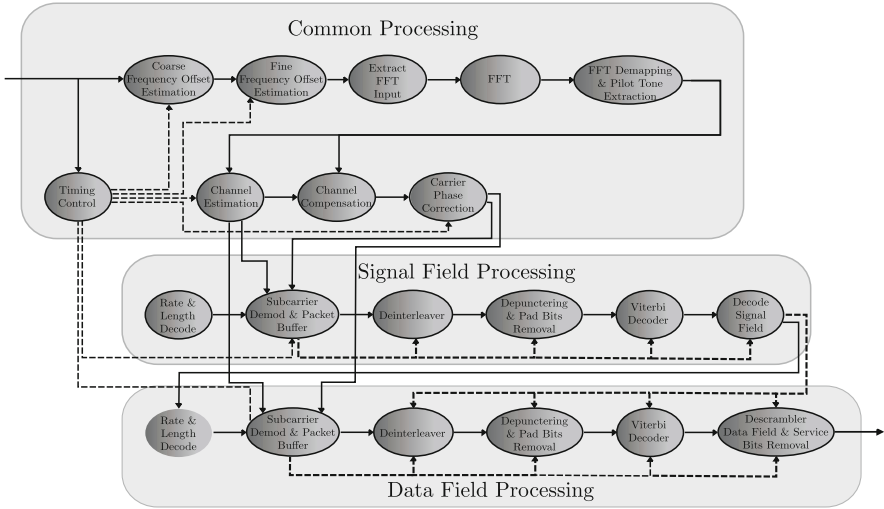 Common Processing
Coarse
Frequency Offset
Estimation
Fine
Frequency Offset
Estimation
Extract
FFT
Input
FFT
FFT Demapping
& Pilot Tone
Extraction
Timing
Control
Channel
Estimation
Channel
Compensation
Carrier
Phase
Correction
Signal Field Processing
Rate &
Length
Decode
Subcarrier
Demod & Packet
Buffer
Deinterleaver
Depunctering
& Pad Bits
Removal
Viterbi
Decoder
Decode
Signal
Field
Rate &
Length
Decode
Subcarrier
Demod & Packet
Buffer
Deinterleaver
Depunctering
& Pad Bits
Removal
Viterbi
Decoder
Descrambler
Data Field & Service
Bits Removal
Data Field Processing